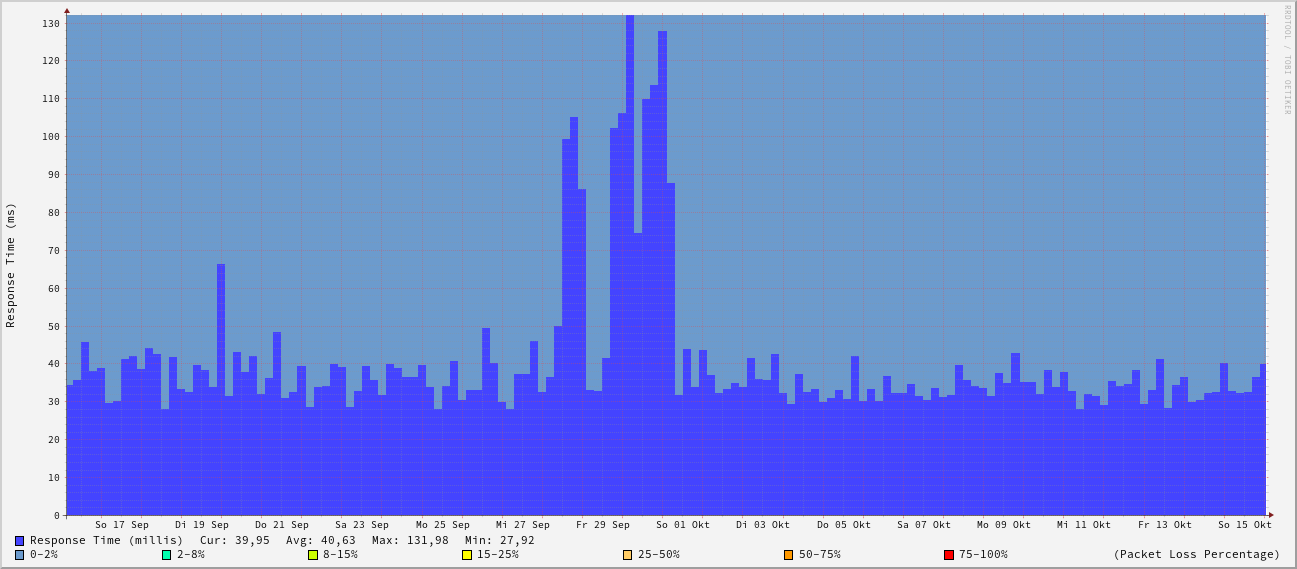 RRDTOOL / TOBI OETIKER
Response Time (ms)
130
120
110
100
90
80
70
60
50
40
30
20
10
0
So 17 Sep Di 19 Sep Do 21 Sep Sa 23 Sep Mo 25 Sep Mi 27 Sep Fr 29 Sep So 01 Okt Di 03 Okt Do 05 Okt Sa 07 Okt Mo 09 Okt Mi 11 Okt Fr 13 Okt So 15 Okt
Response Time (millis) Cur: 39,95 Avg: 40,63 Max: 131,98 Min: 27,92
0-2% 2-8% 8-15% 15-25% 25-50% 50-75% 75-100% (Packet Loss Percentage)